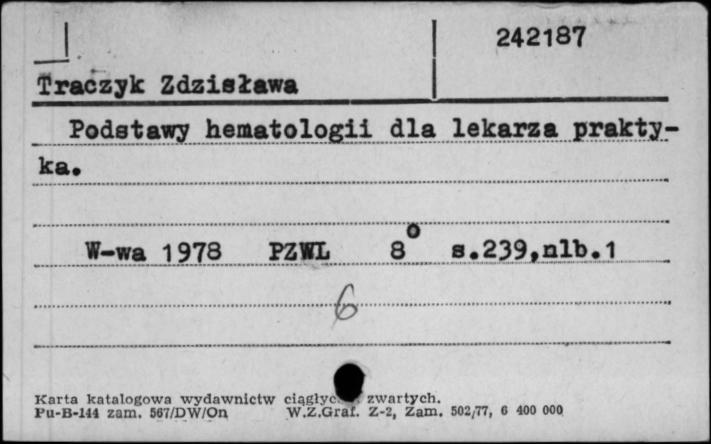 242187
Traczyk Zdzisława
Podstawy hematologii dla lekarza prakty-
ka.
W-wa 1978 PZWL 8° s.239,nlb.1
6
Karta katalogowa wydawnictw zwartych.
Pu-B-144 zam. 567/DW/On W.Z.Graf. Z-2, Zam. 502/77, 6 400 000